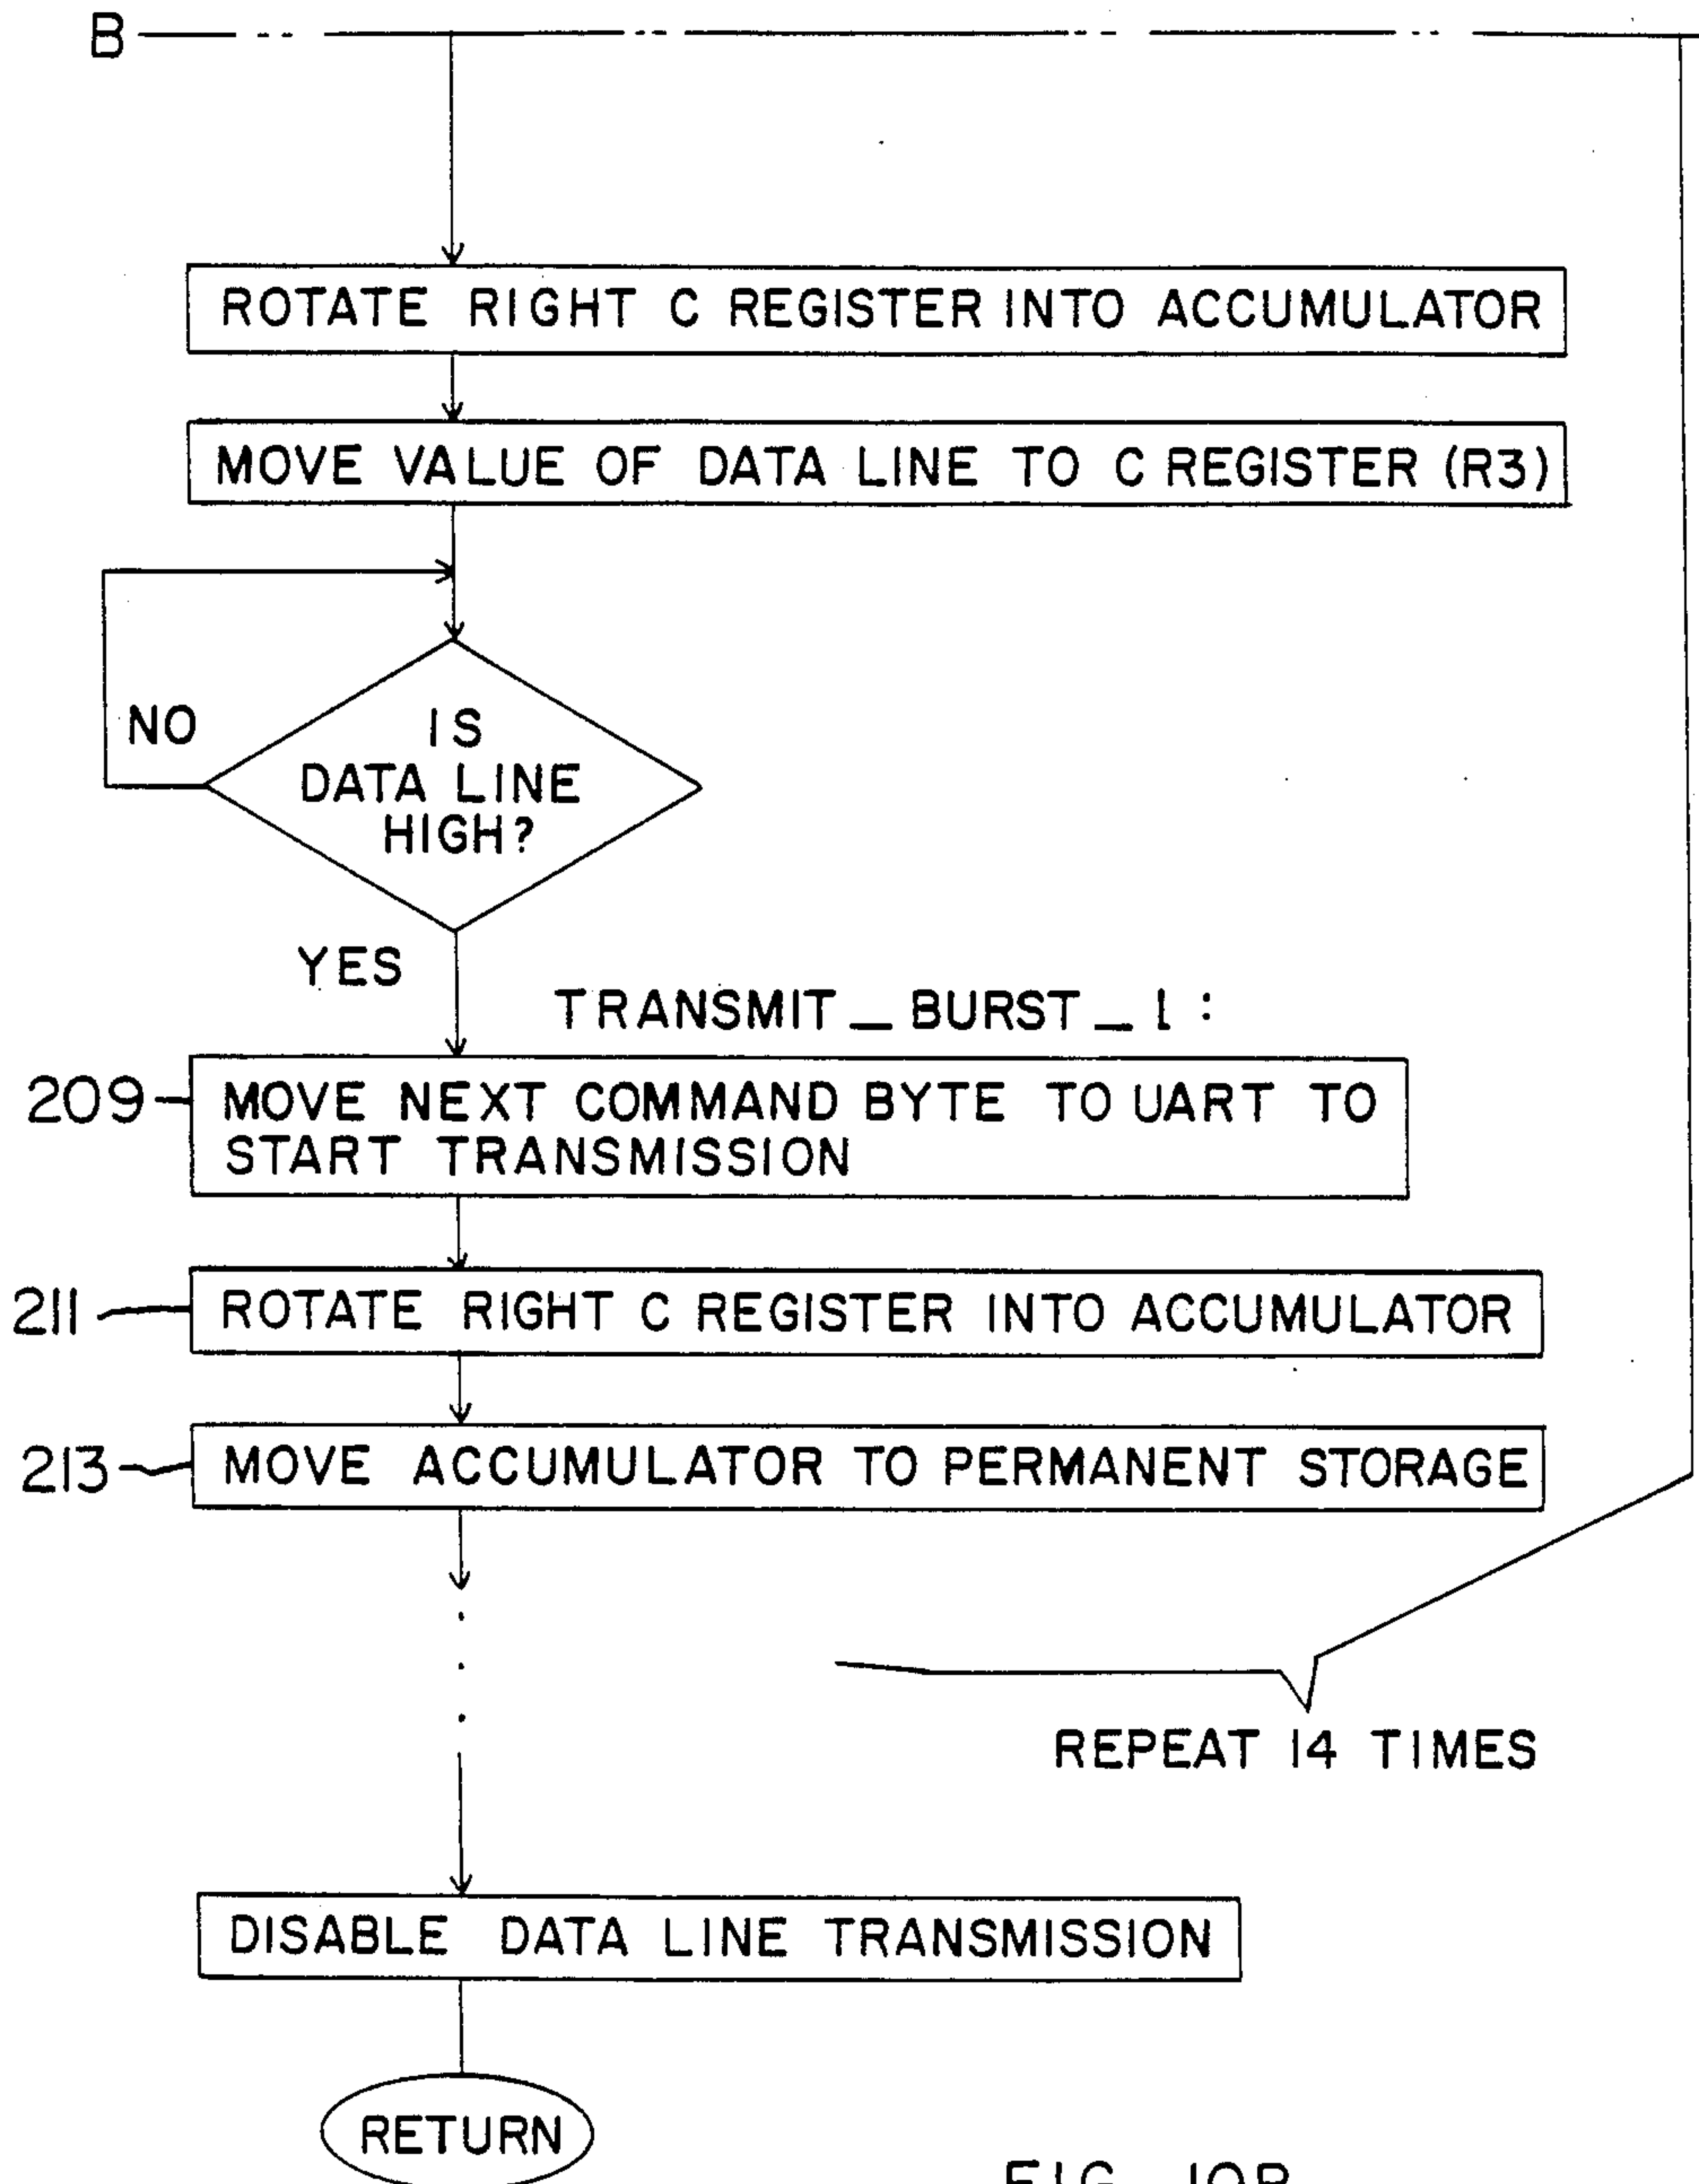 B
ROTATE RIGHT C REGISTER INTO ACCUMULATOR
MOVE VALUE OF DATA LINE TO C REGISTER (R3)
NO
IS
DATA LINE
HIGH?
YES
TRANSMIT_BURST_1:
209
MOVE NEXT COMMAND BYTE TO UART TO
START TRANSMISSION
211
ROTATE RIGHT C REGISTER INTO ACCUMULATOR
213
MOVE ACCUMULATOR TO PERMANENT STORAGE
REPEAT 14 TIMES
DISABLE DATA LINE TRANSMISSION
RETURN
FIG. 10B